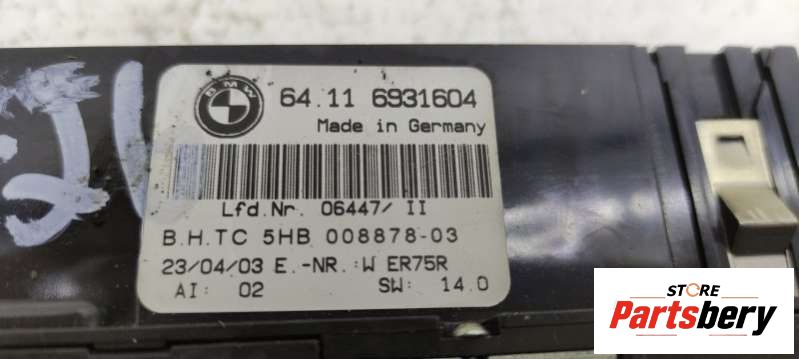 BMW
64.11 6931604
Made in Germany
Lfd.Nr. 06447/ II
B.H.TC 5HB 008878-03
23/04/03 E.-NR.:W ER75R
AI: 02 SW: 14.0
STORE
Partsbery